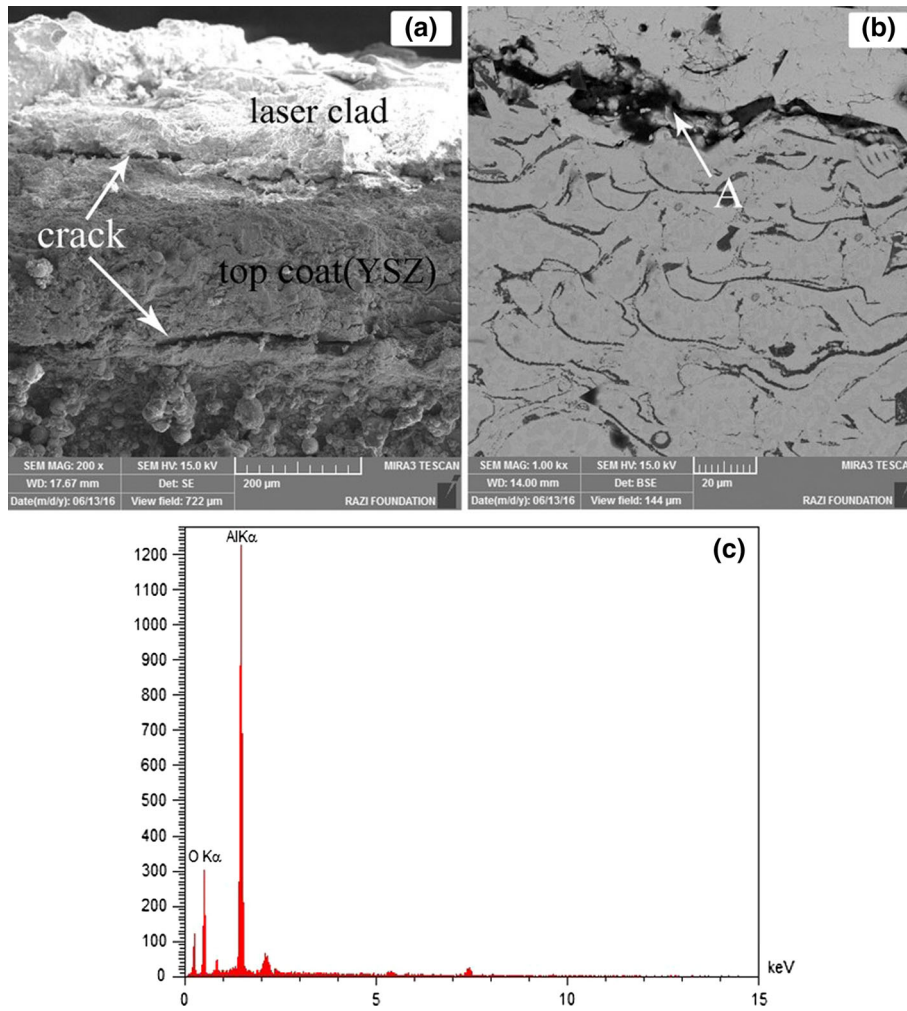 (a)
laser clad
crack
top coat(YSZ)
SEM MAG: 200 x
SEM HV: 15.0 kV
MIRA3 TESCAN
WD: 17.67 mm
Det: SE
200 µm
Date(m/d/y): 06/13/16
View field: 722 µm
RAZI FOUNDATION
(b)
A
SEM MAG: 1.00 kx
SEM HV: 15.0 kV
MIRA3 TESCAN
WD: 14.00 mm
Det: BSE
20 µm
Date(m/d/y): 06/13/16
View field: 144 µm
RAZI FOUNDATION
(c)
AlKα
1200
1100
1000
900
800
700
600
500
400
O Kα
300
200
100
0
keV
0
5
10
15